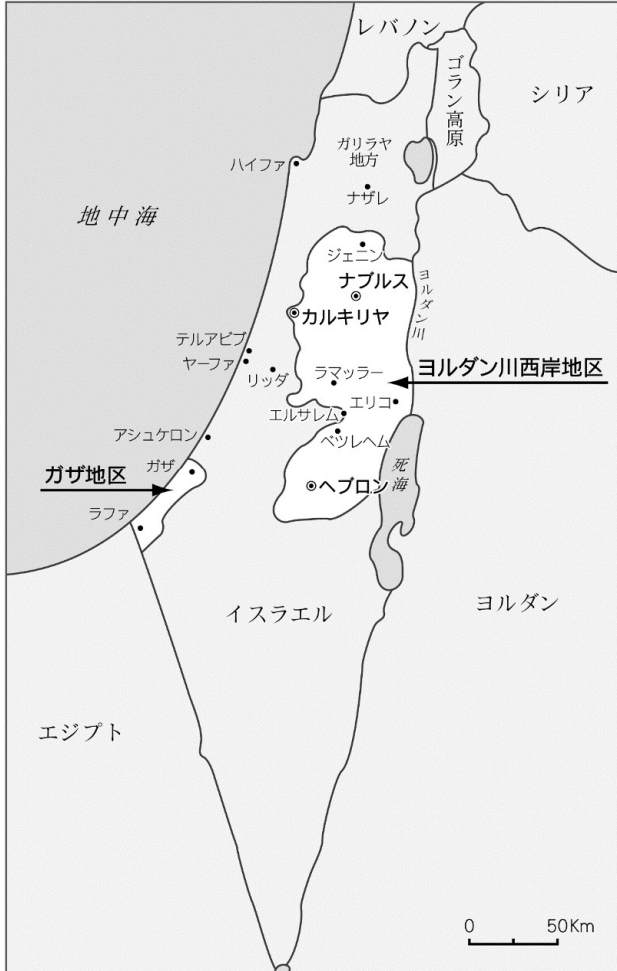 レバノン
ゴラン高原
シリア
ガリラヤ
地方
ハイファ
ナザレ
地中海
ジェニン
ナブルス
ヨルダン川
カルキリヤ
テルアビブ
ヤーファ
リッダ
ラマッラー
ヨルダン川西岸地区
エリコ
エルサレム
アシュケロン
ベツレヘム
ガザ
死海
ガザ地区
ヘブロン
ラファ
イスラエル
ヨルダン
エジプト
0 50Km